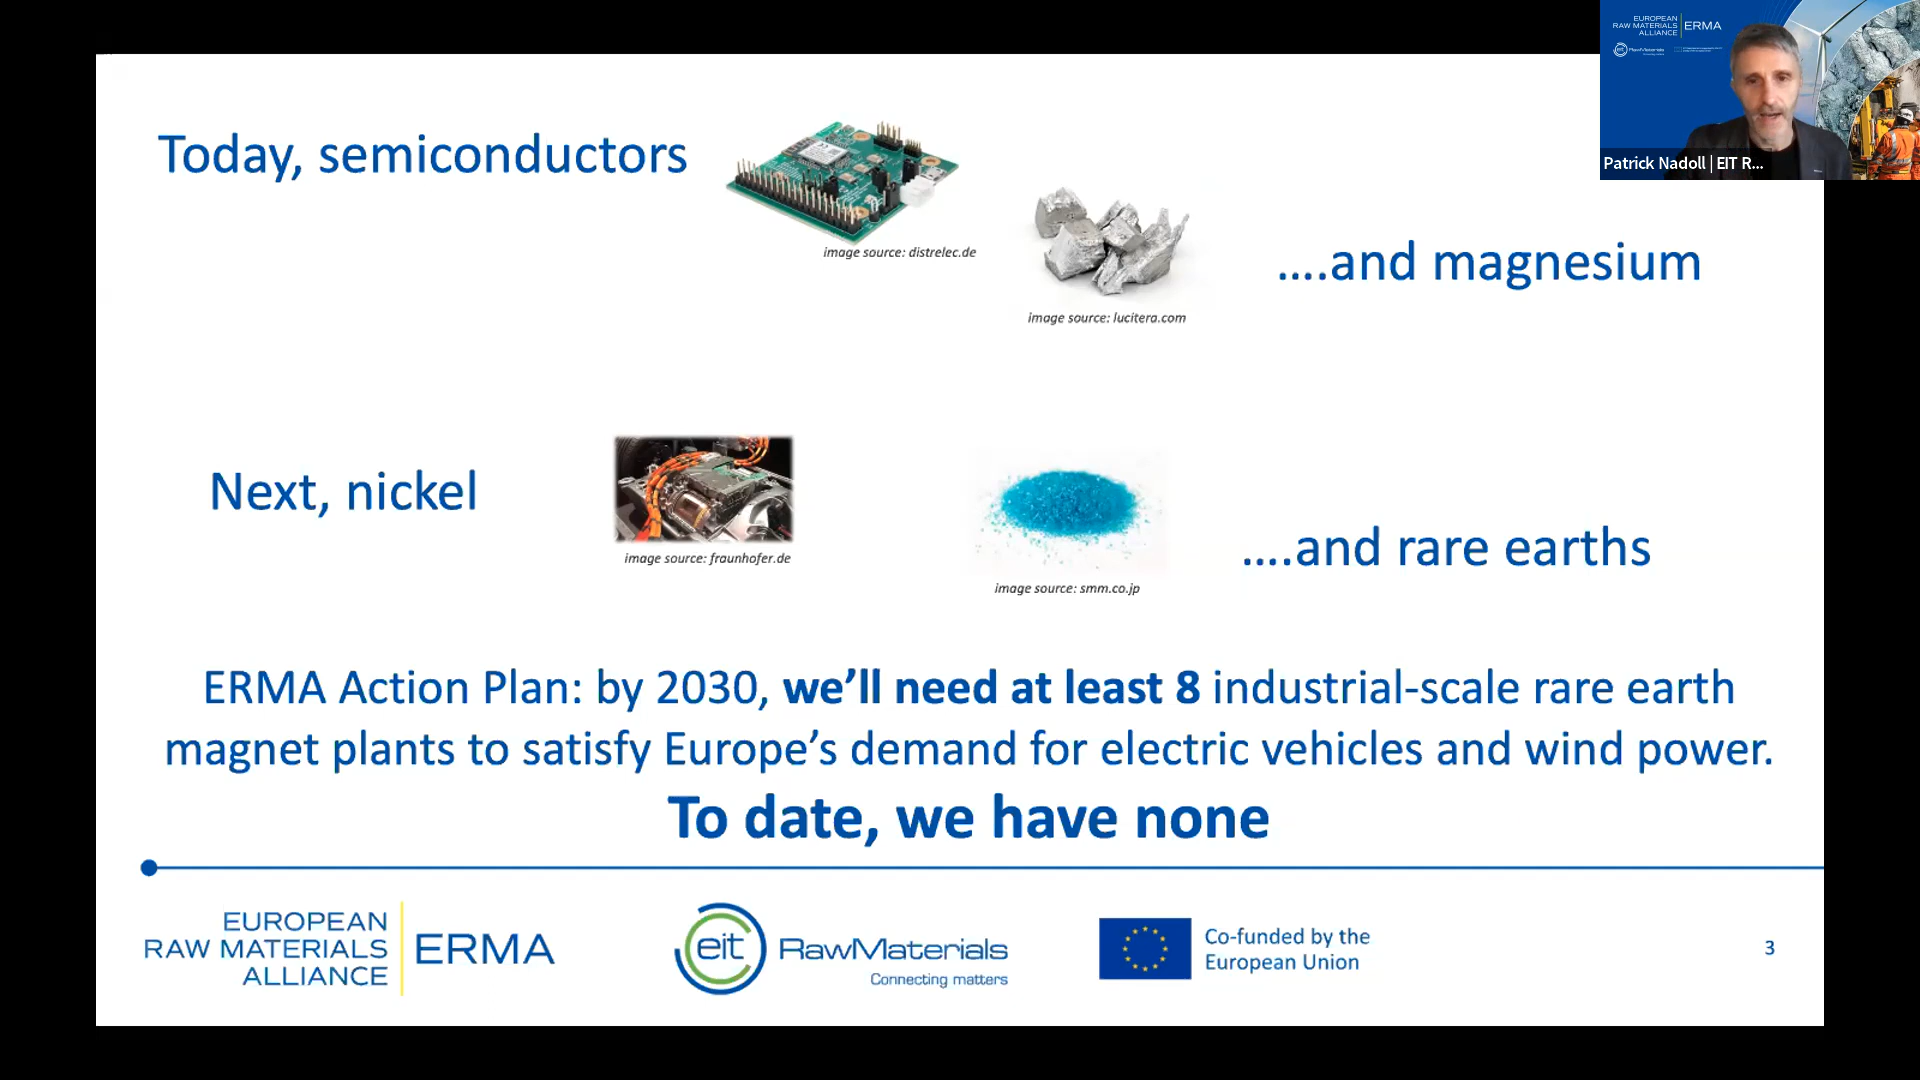 Today, semiconductors
image source: distrelec.de
….and magnesium
image source: lucitera.com
Next, nickel
image source: fraunhofer.de
….and rare earths
image source: smm.co.jp
ERMA Action Plan: by 2030, we’ll need at least 8 industrial-scale rare earth
magnet plants to satisfy Europe’s demand for electric vehicles and wind power.
To date, we have none
EUROPEAN
RAW MATERIALS
ALLIANCE
ERMA
eit RawMaterials
Connecting matters
Co-funded by the
European Union
3
EUROPEAN
RAW MATERIALS
ALLIANCE
ERMA
eit RawMaterials
Patrick Nadoll | EIT R...